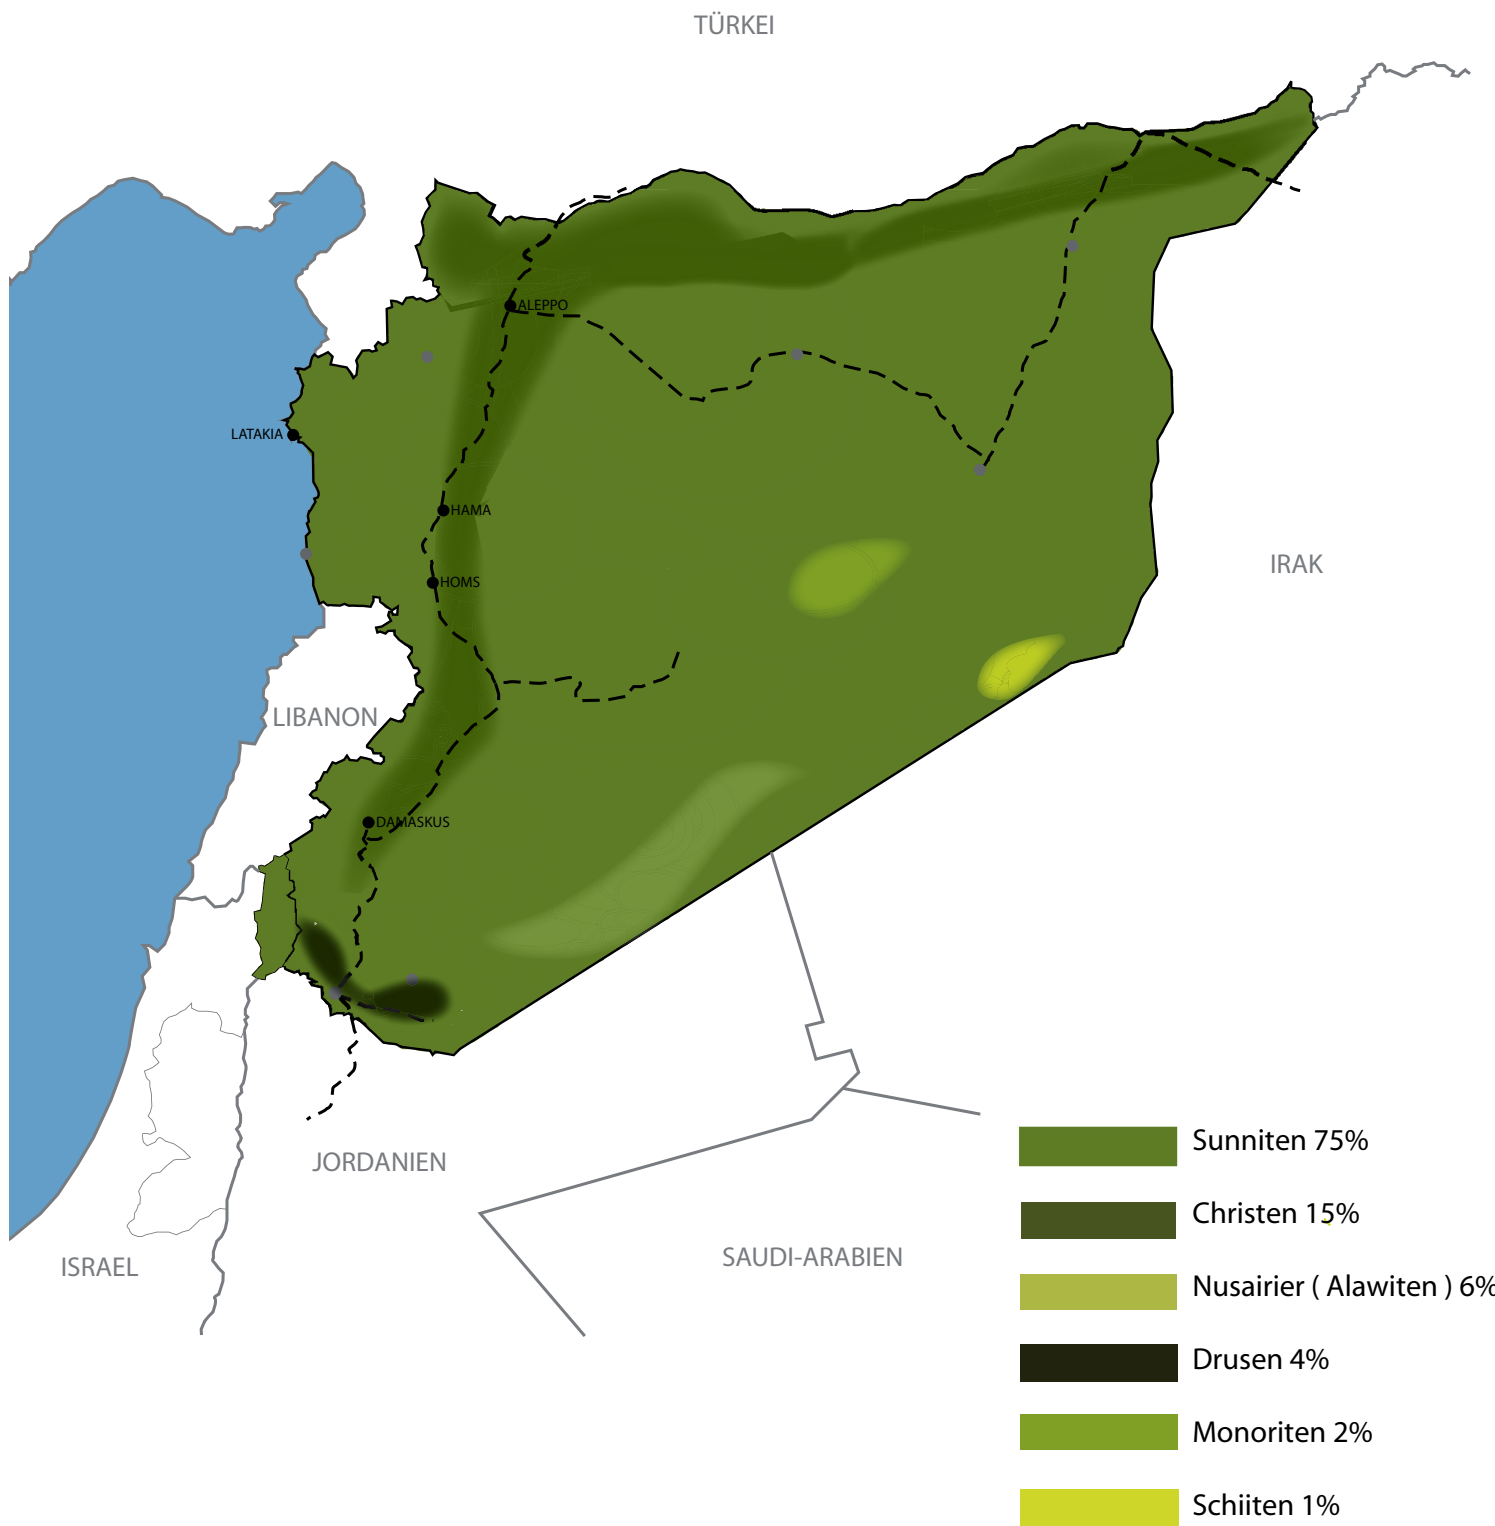 TÜRKEI
ALEPPO
LATAKIA
HAMA
IRAK
HOMS
LIBANON
DAMASKUS
JORDANIEN
ISRAEL
SAUDI-ARABIEN
Sunniten 75%
Christen 15%
Nusairier ( Alawiten ) 6%
Drusen 4%
Monoriten 2%
Schiiten 1%